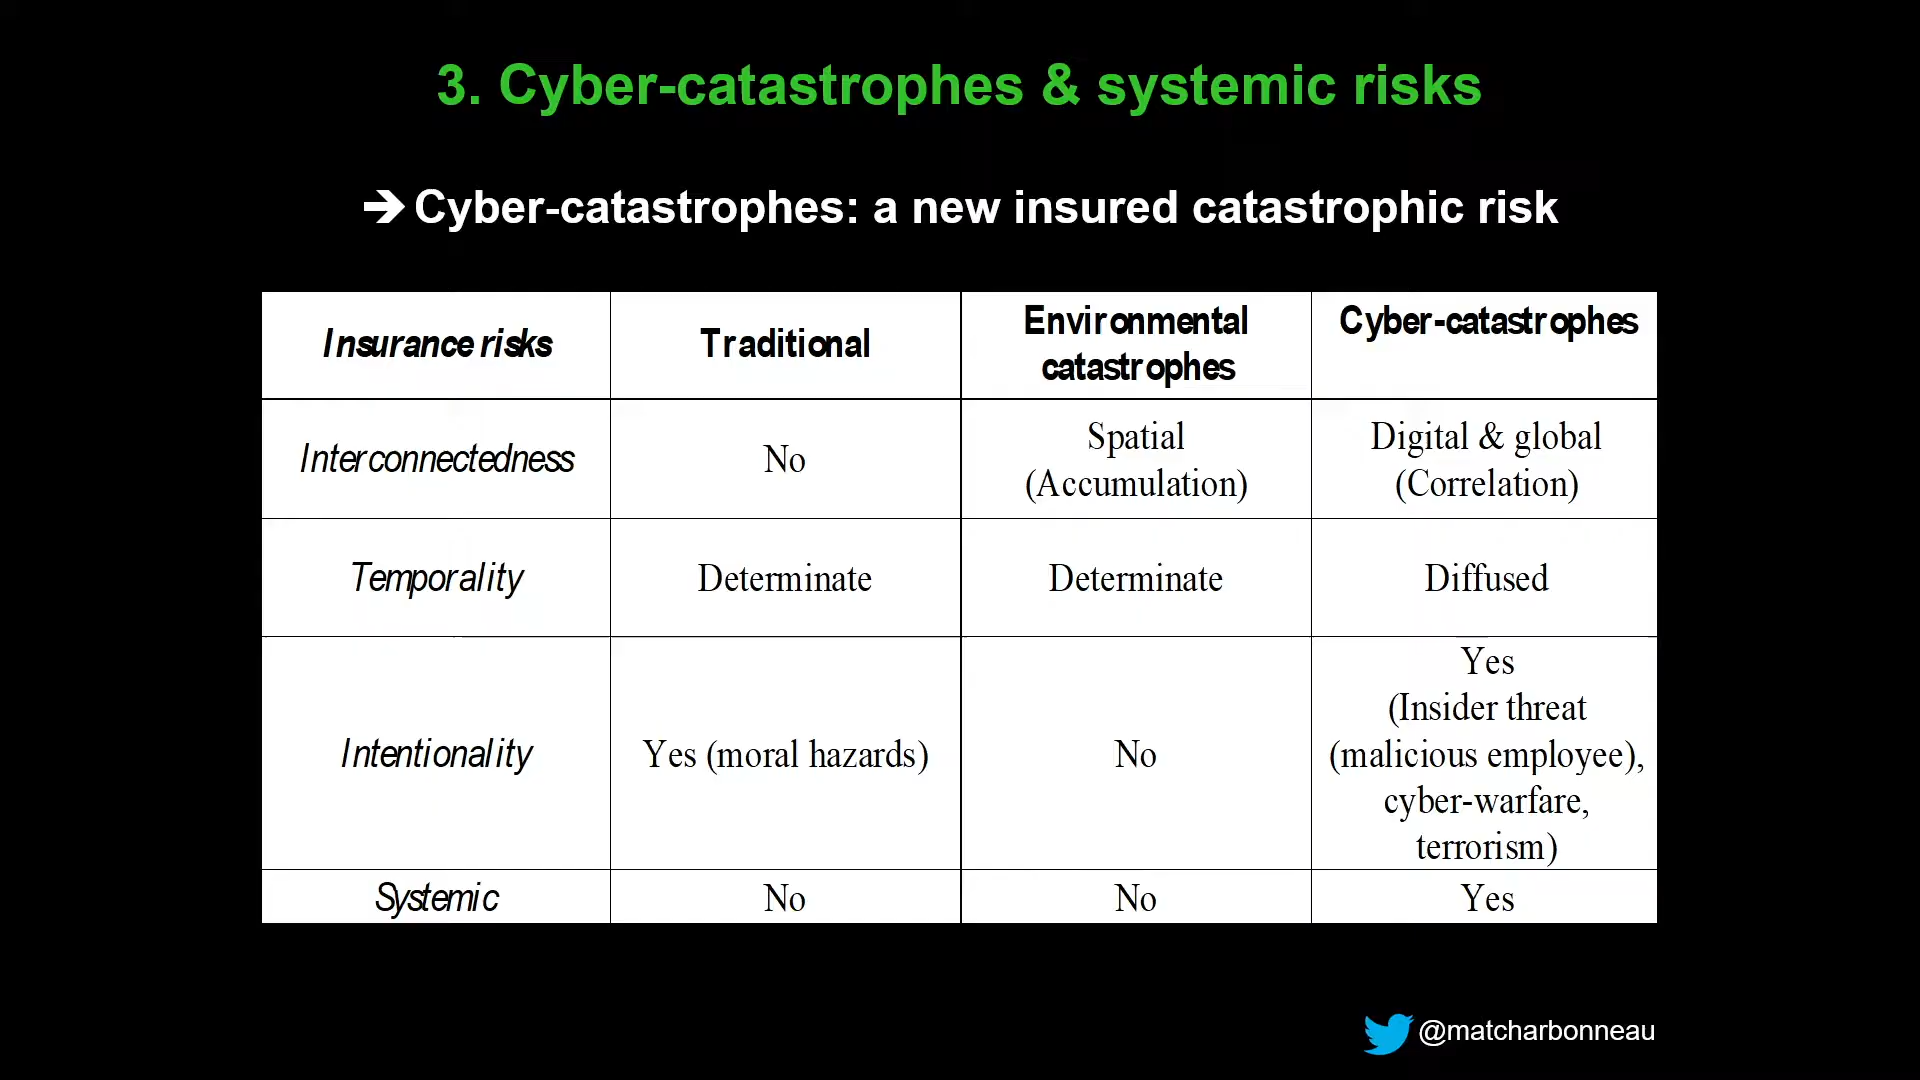 3. Cyber-catastrophes & systemic risks
➔ Cyber-catastrophes: a new insured catastrophic risk
Insurance risks
Traditional
Environmental
catastrophes
Cyber-catastrophes
Interconnectedness
No
Spatial
(Accumulation)
Digital & global
(Correlation)
Temporality
Determinate
Determinate
Diffused
Intentionality
Yes (moral hazards)
No
Yes
(Insider threat
(malicious employee),
cyber-warfare,
terrorism)
Systemic
No
No
Yes
@matcharbonneau